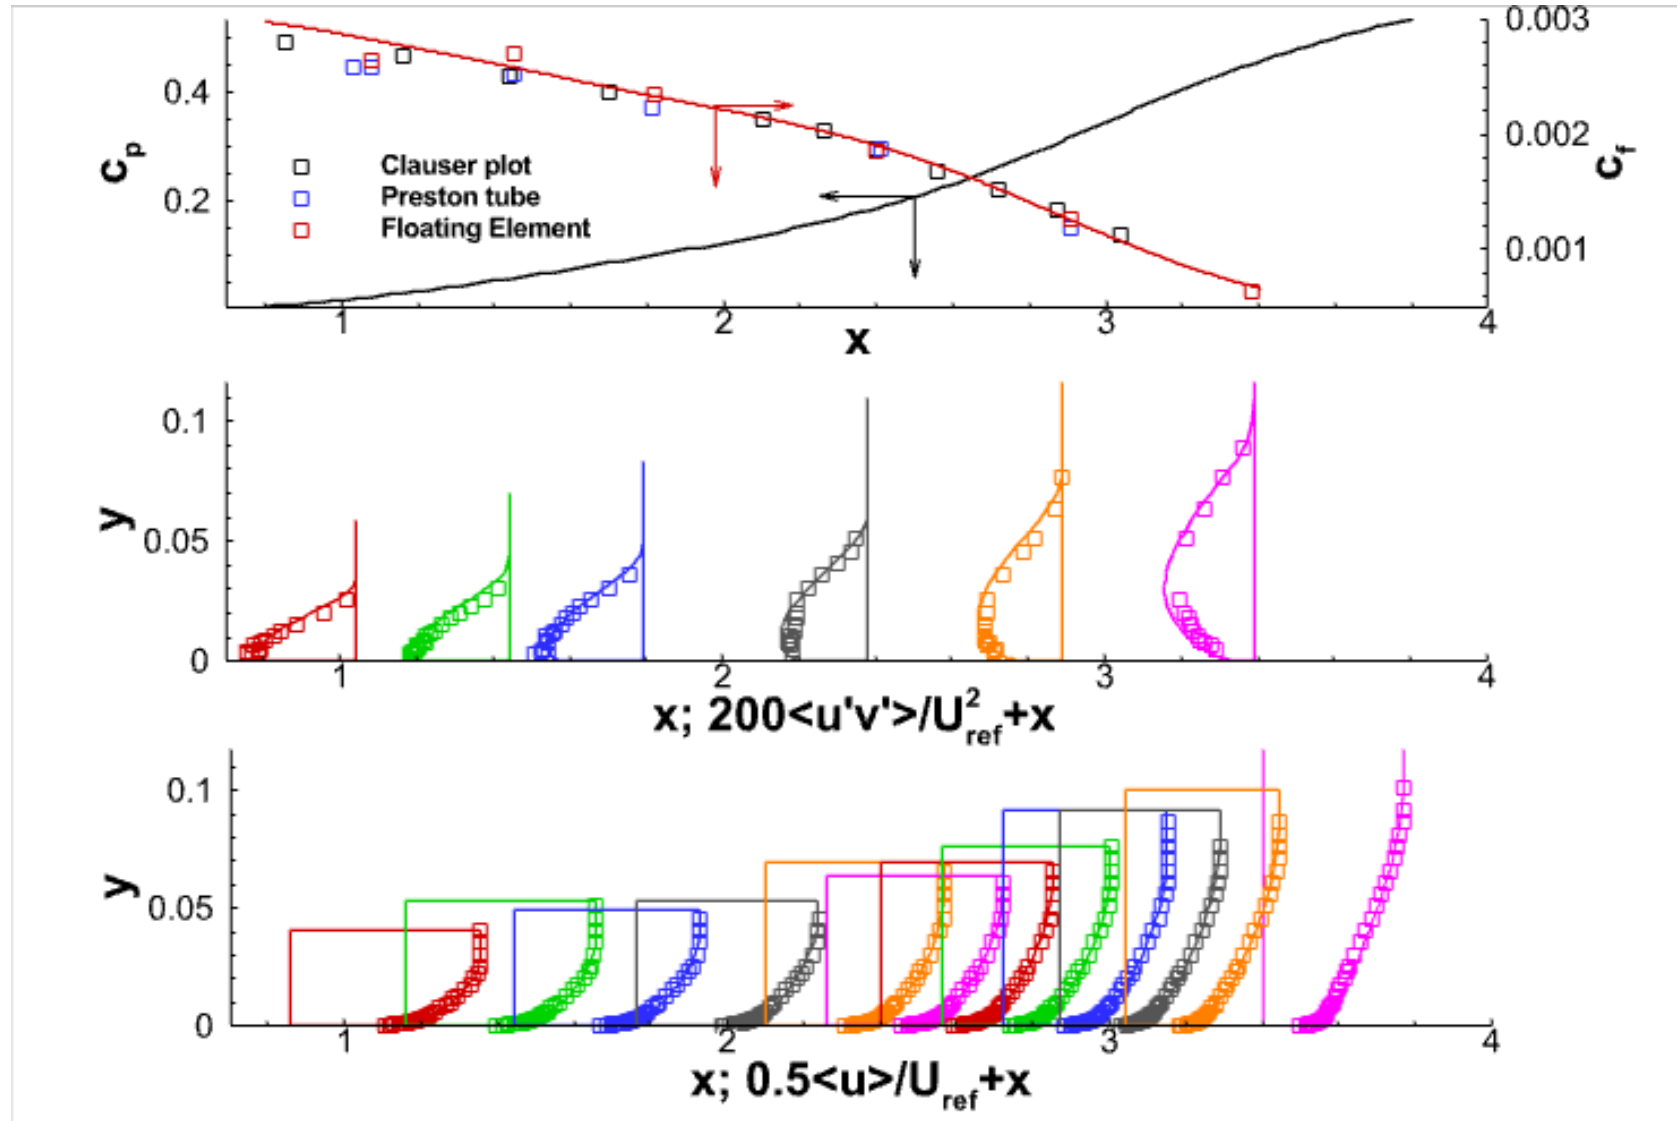 0.003
0.4
c_p
0.002
c_f
Clauser plot
0.2
Preston tube
Floating Element
0.001
1 2 3 4
x
0.1
y
0.05
0
1 2 3 4
x; 200<u'v'>/U²_ref+x
0.1
y
0.05
0
1 2 3 4
x; 0.5<u>/U_ref+x